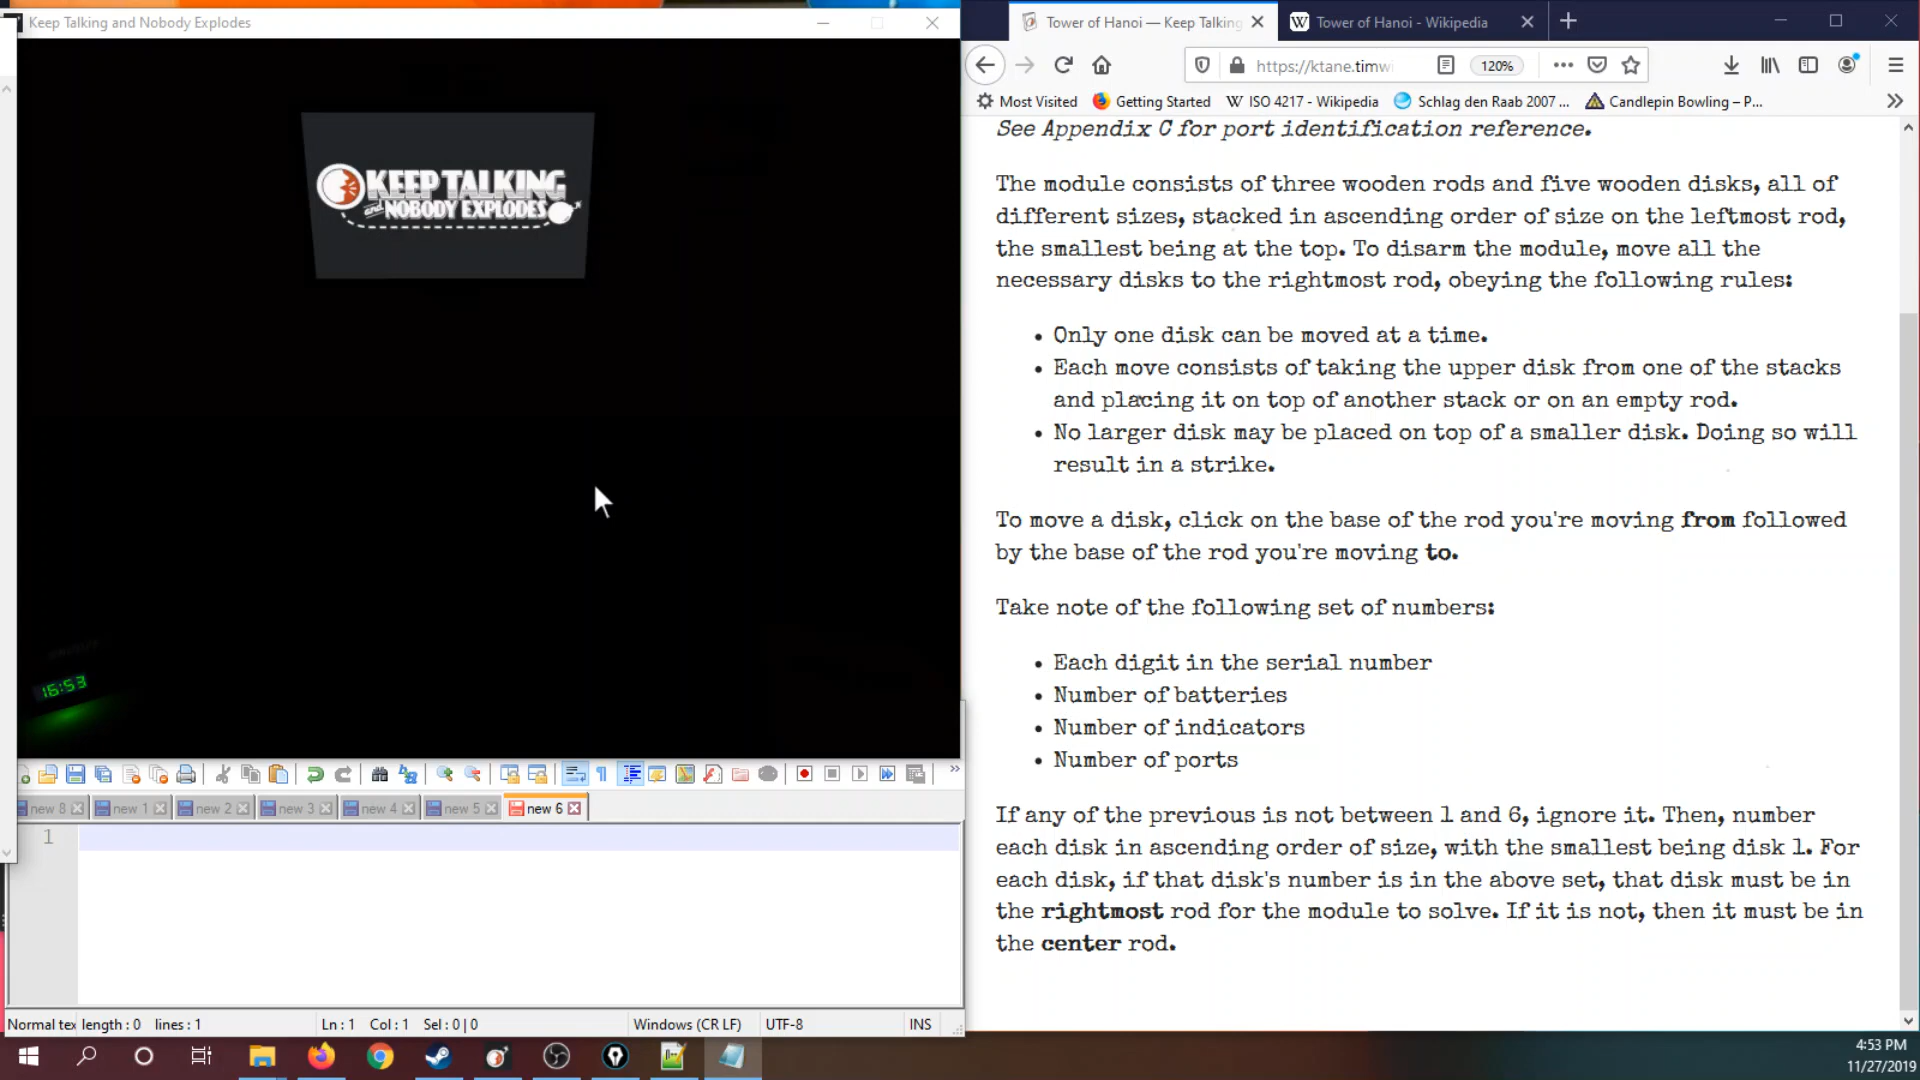 Keep Talking and Nobody Explodes
KEEP TALKING
and NOBODY EXPLODES
16:53
new 8
new 1
new 2
new 3
new 4
new 5
new 6
1
Normal tex
length : 0
lines : 1
Ln : 1
Col : 1
Sel : 0 | 0
Windows (CR LF)
UTF-8
INS
Tower of Hanoi — Keep Talking
Tower of Hanoi - Wikipedia
https://ktane.timwi
120%
Most Visited
Getting Started
ISO 4217 - Wikipedia
Schlag den Raab 2007 ...
Candlepin Bowling – P...
See Appendix C for port identification reference.
The module consists of three wooden rods and five wooden disks, all of
different sizes, stacked in ascending order of size on the leftmost rod,
the smallest being at the top. To disarm the module, move all the
necessary disks to the rightmost rod, obeying the following rules:
• Only one disk can be moved at a time.
• Each move consists of taking the upper disk from one of the stacks
and placing it on top of another stack or on an empty rod.
• No larger disk may be placed on top of a smaller disk. Doing so will
result in a strike.
To move a disk, click on the base of the rod you're moving from followed
by the base of the rod you're moving to.
Take note of the following set of numbers:
• Each digit in the serial number
• Number of batteries
• Number of indicators
• Number of ports
If any of the previous is not between 1 and 6, ignore it. Then, number
each disk in ascending order of size, with the smallest being disk 1. For
each disk, if that disk's number is in the above set, that disk must be in
the rightmost rod for the module to solve. If it is not, then it must be in
the center rod.
4:53 PM
11/27/2019